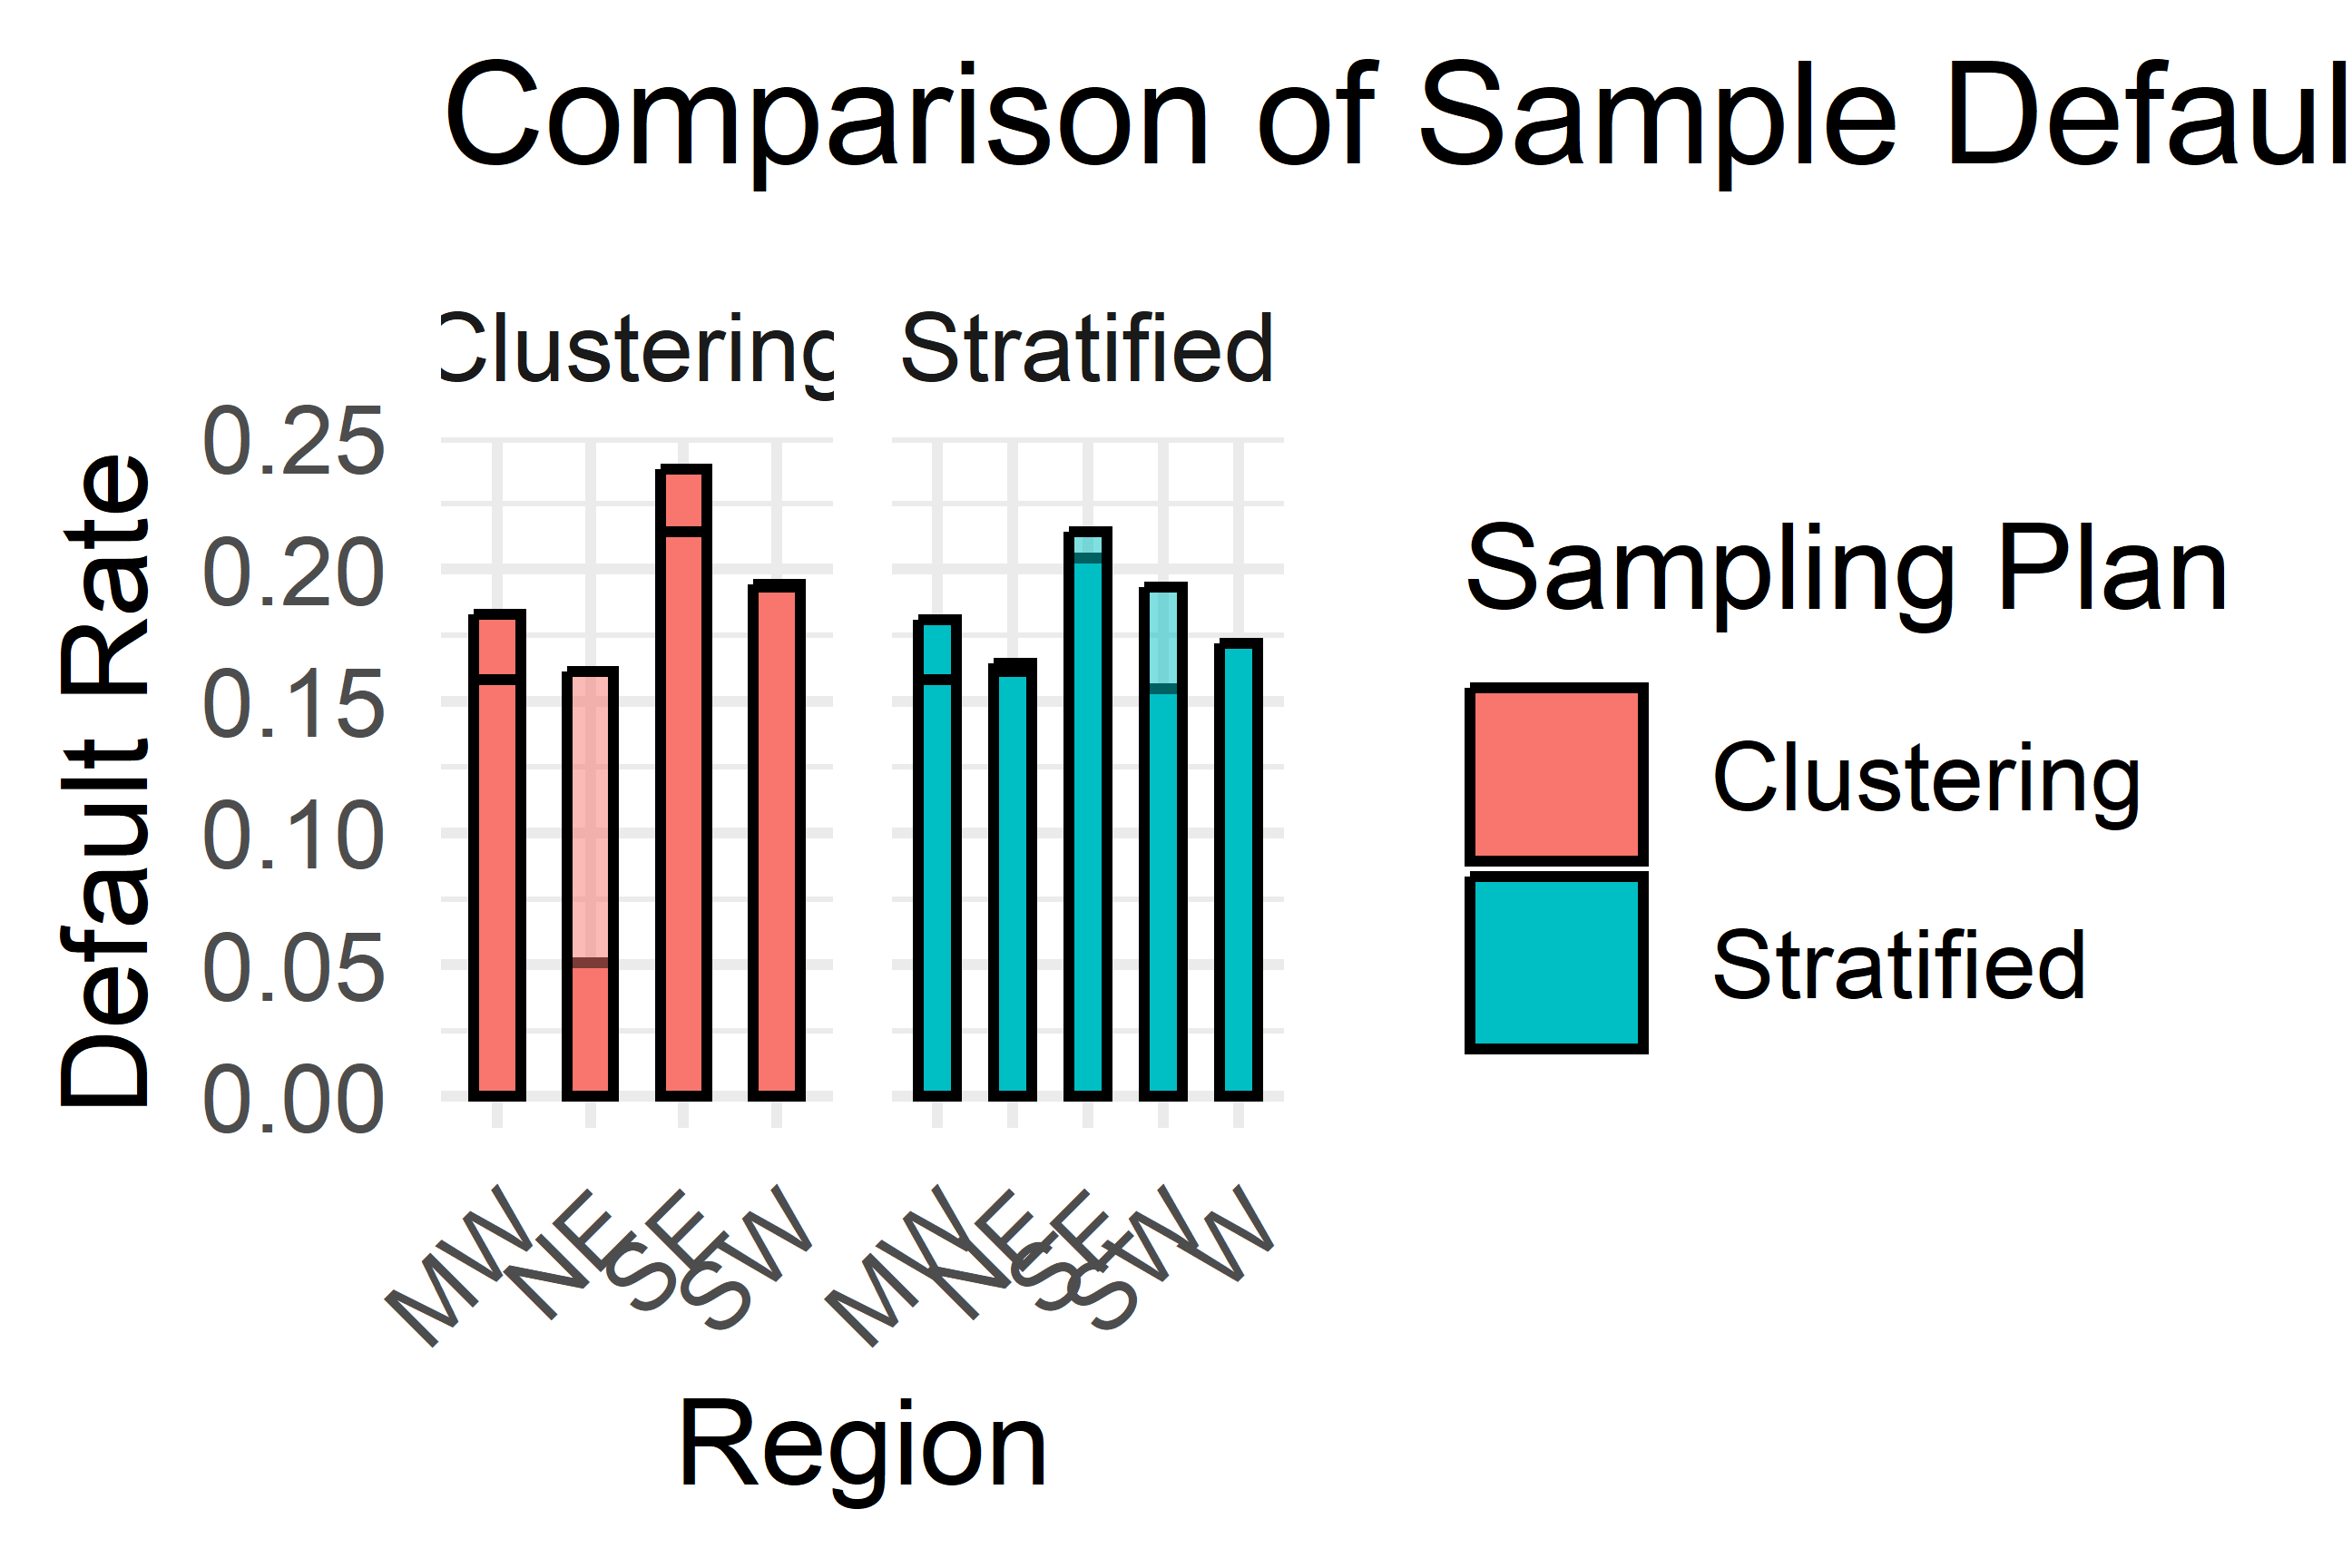 Comparison of Sample Defaul
Clustering
Stratified
Default Rate
0.25
0.20
0.15
0.10
0.05
0.00
MW
NE
SE
SW
MW
NE
SE
SW
W
Region
Sampling Plan
Clustering
Stratified